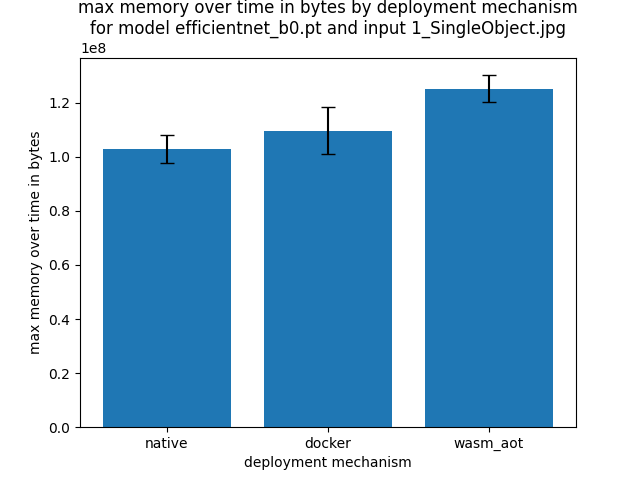 max memory over time in bytes by deployment mechanism
for model efficientnet_b0.pt and input 1_SingleObject.jpg
1e8
1.2
1.0
0.8
0.6
0.4
0.2
0.0
max memory over time in bytes
native docker wasm_aot
deployment mechanism